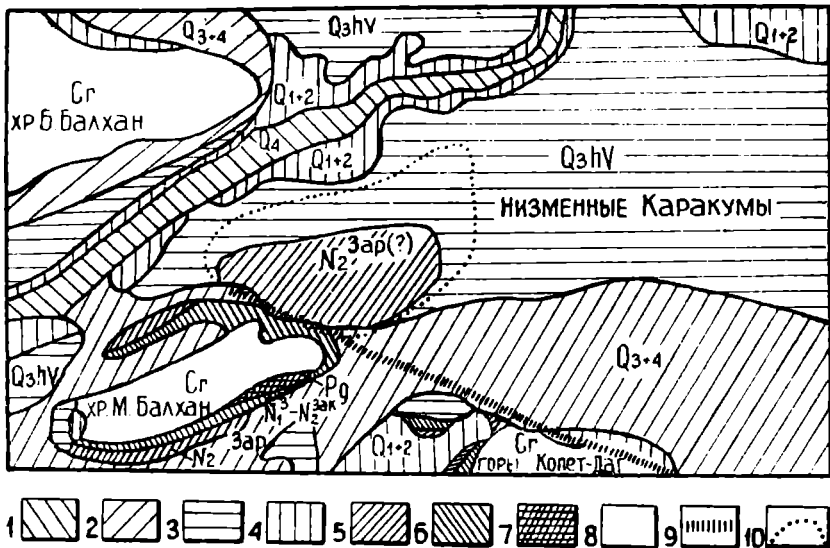 Q3+4
Q3hV
Q1+2
Cr
хр. Б. Балхан
Q1+2
Q4
Q1+2
Q3hV
Низменные Каракумы
Зар(?)
N2
Q3hV
Cr
хр. М. Балхан
Pg
N1³–N2зак
Зар
N2
Q3+4
Q1+2
Cr
горы Копет-Даг
1 2 3 4 5 6 7 8 9 10